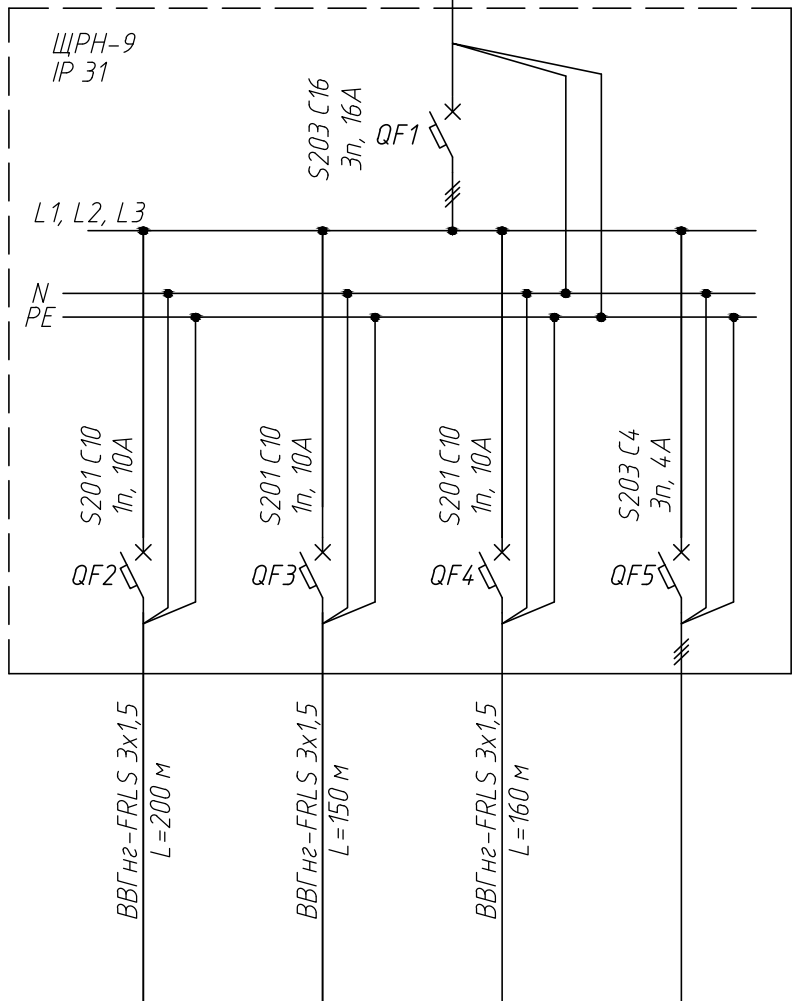 ЩРН-9
IP 31
S203 C16
3п, 16А
QF1
L1, L2, L3
N
PE
S201 C10
1п, 10А
QF2
S201 C10
1п, 10А
QF3
S201 C10
1п, 10А
QF4
S203 C4
3п, 4А
QF5
ВВГнг-FRLS 3х1,5
L=200 м
ВВГнг-FRLS 3х1,5
L=150 м
ВВГнг-FRLS 3х1,5
L=160 м